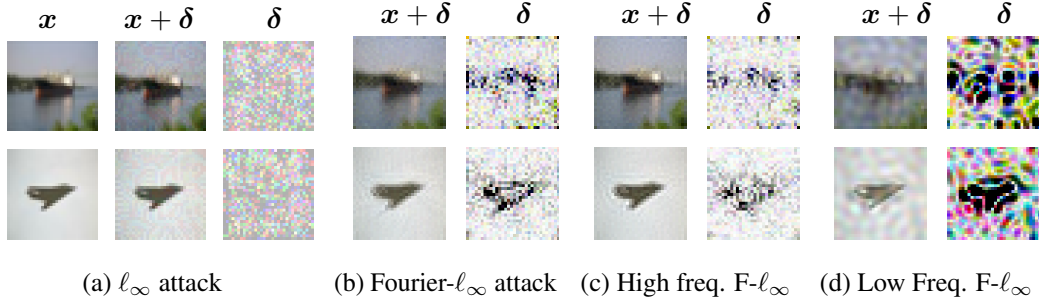 x x + δ δ x + δ δ x + δ δ x + δ δ
(a) ℓ∞ attack (b) Fourier-ℓ∞ attack (c) High freq. F-ℓ∞ (d) Low Freq. F-ℓ∞